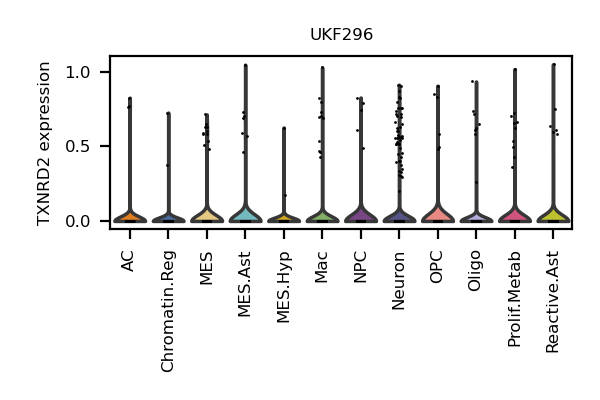 UKF296
TXNRD2 expression
1.0
0.5
0.0
AC
Chromatin.Reg
MES
MES.Ast
MES.Hyp
Mac
NPC
Neuron
OPC
Oligo
Prolif.Metab
Reactive.Ast